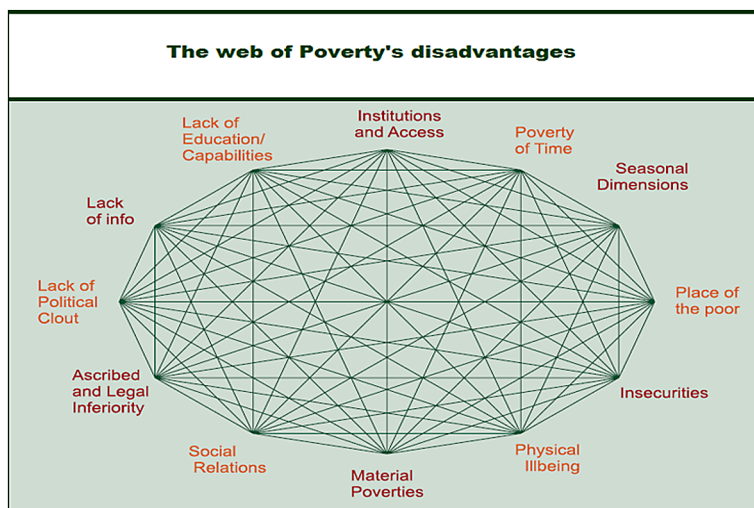 The web of Poverty's disadvantages
Institutions
and Access
Lack of
Education/
Capabilities
Poverty
of Time
Seasonal
Dimensions
Lack
of info
Lack of
Political
Clout
Place of
the poor
Ascribed
and Legal
Inferiority
Insecurities
Social
Relations
Physical
Illbeing
Material
Poverties